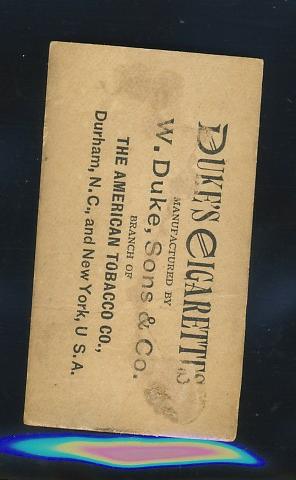 DUKE'S CIGARETTES
MANUFACTURED BY
W. Duke, Sons & Co.
BRANCH OF
THE AMERICAN TOBACCO CO.,
Durham, N. C., and New York, U. S. A.